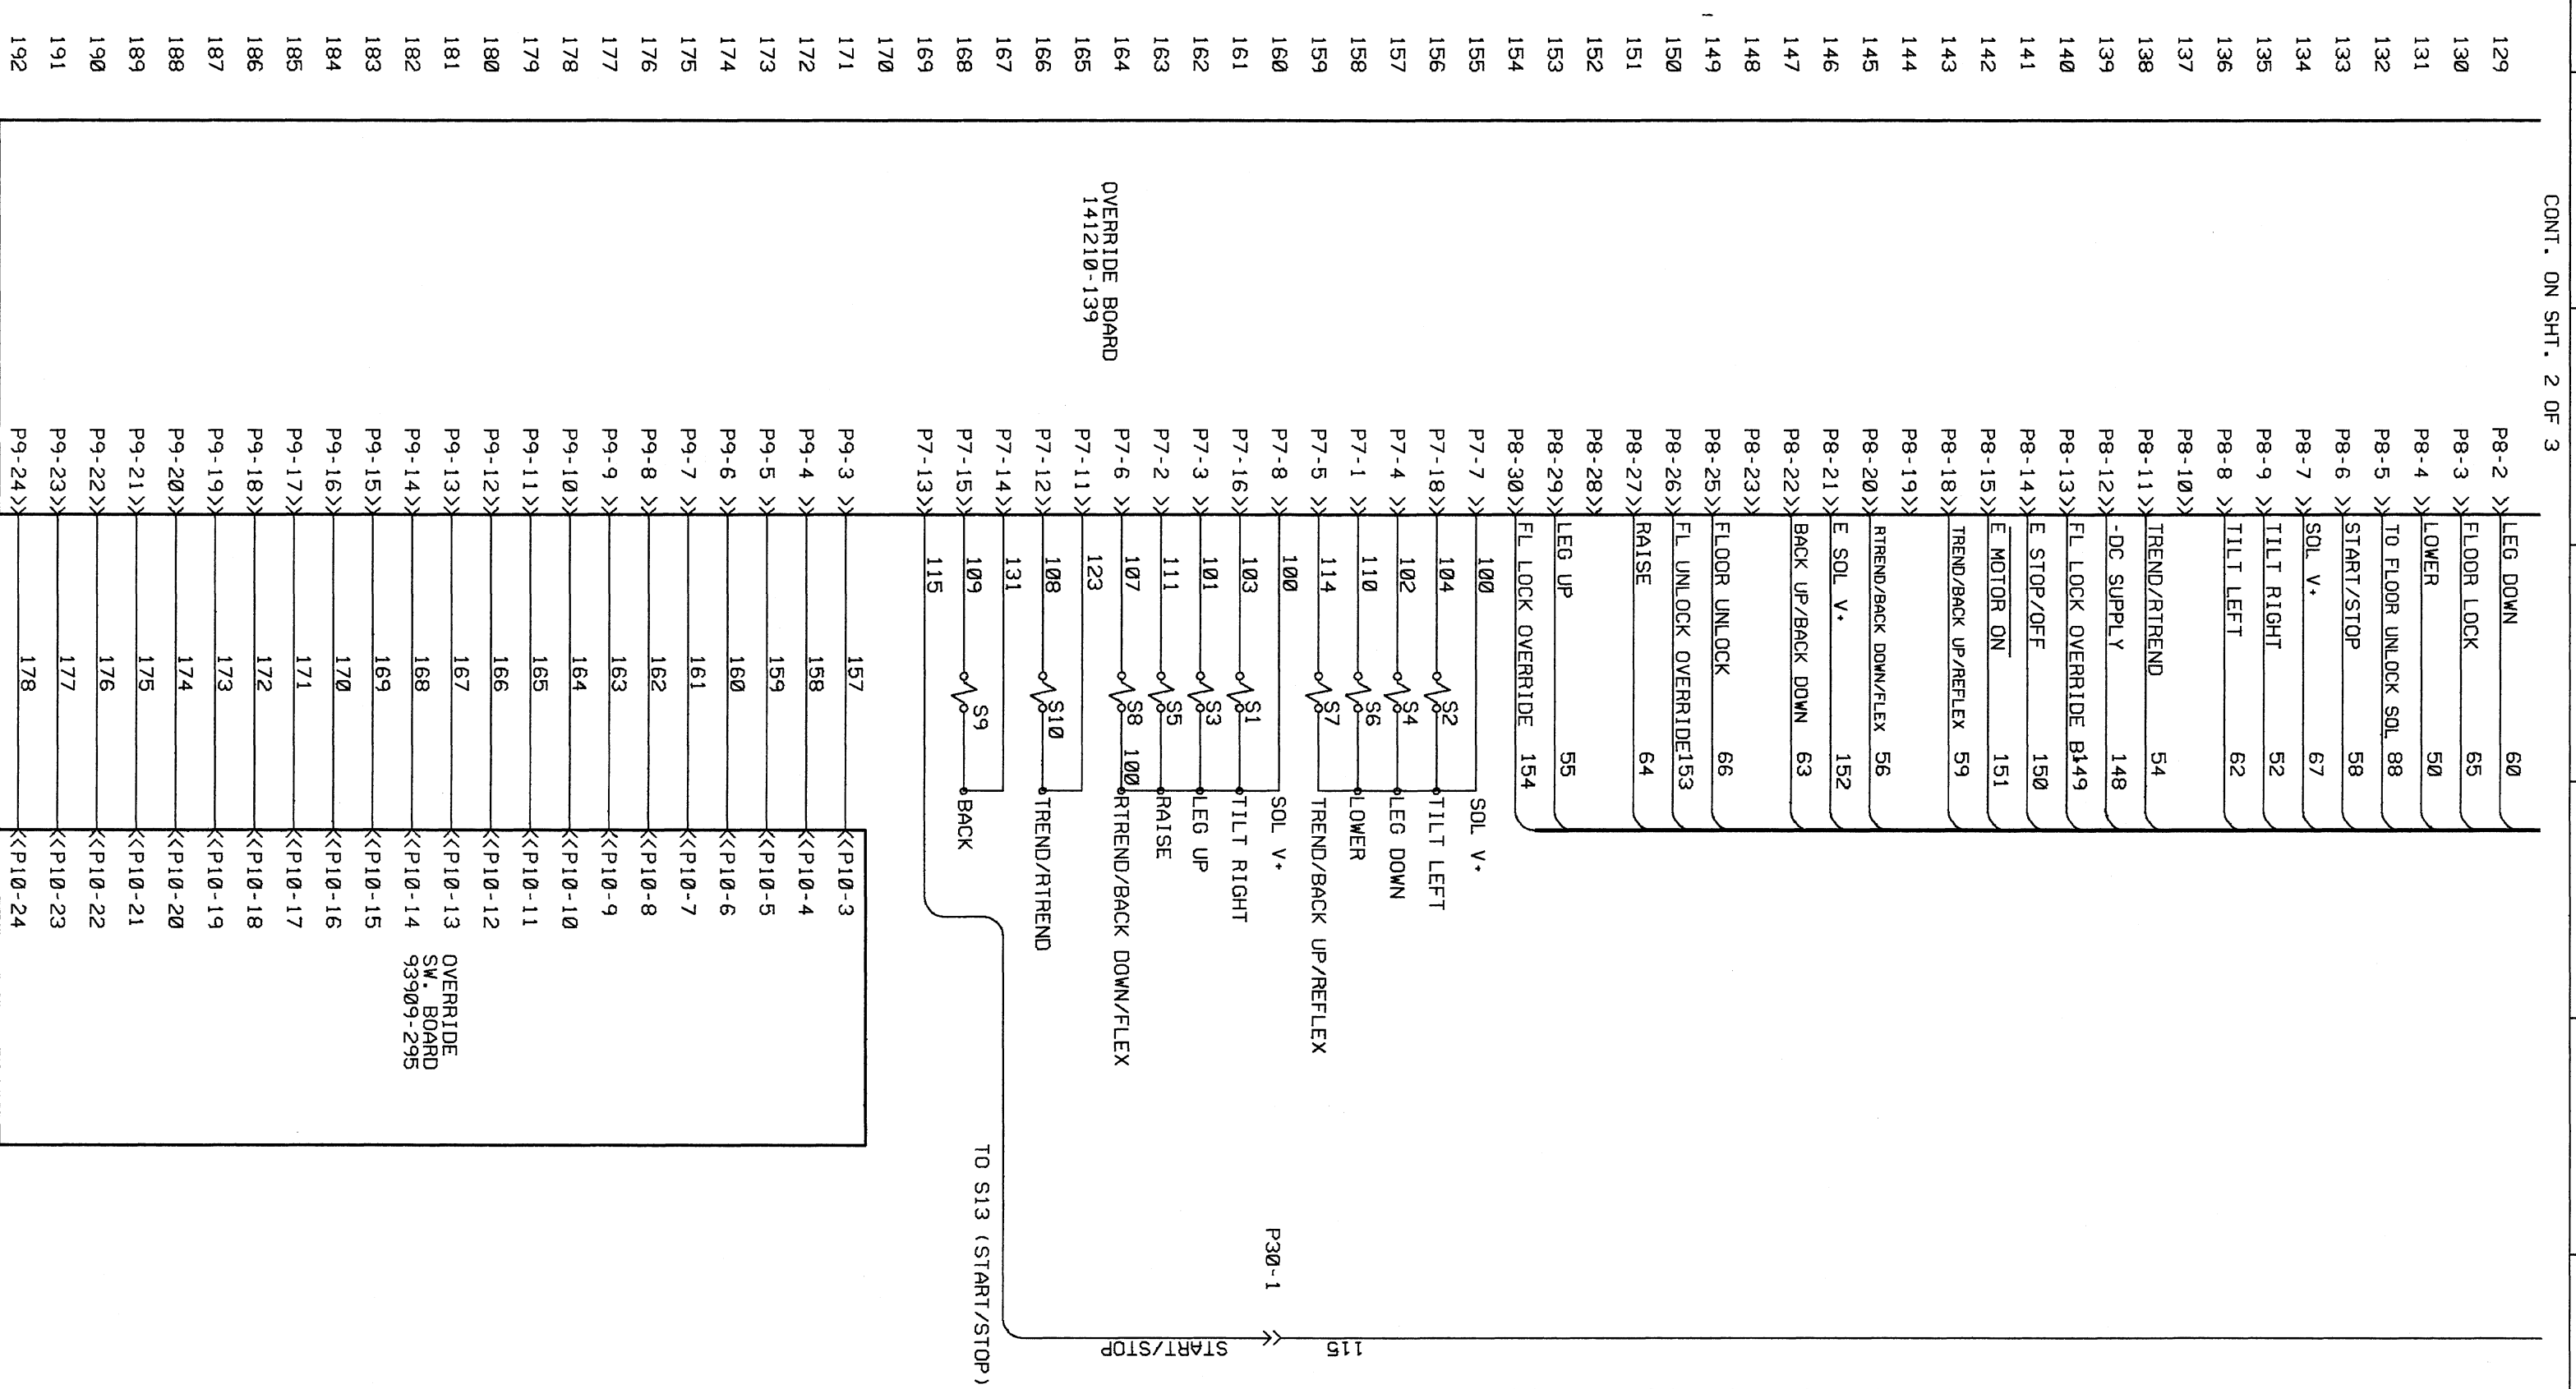 CONT. ON SHT. 2 OF 3
129 P8-2 LEG DOWN 60
130 P8-3 FLOOR LOCK 65
131 P8-4 LOWER 50
132 P8-5 TO FLOOR UNLOCK SOL 88
133 P8-6 START/STOP 58
134 P8-7 SOL V+ 67
135 P8-9 TILT RIGHT 52
136 P8-8 TILT LEFT 62
137 P8-10
138 P8-11 TREND/RTREND 54
139 P8-12 -DC SUPPLY 148
140 P8-13 FL LOCK OVERRIDE B+ 149
141 P8-14 E STOP/OFF 150
142 P8-15 E MOTOR ON 151
143 P8-18 TREND/BACK UP/REFLEX 59
144 P8-19
145 P8-20 RTREND/BACK DOWN/FLEX 56
146 P8-21 E SOL V+ 152
147 P8-22 BACK UP/BACK DOWN 63
148 P8-23
149 P8-25 FLOOR UNLOCK 66
150 P8-26 FL UNLOCK OVERRIDE 153
151 P8-27 RAISE 64
152 P8-28
153 P8-29 LEG UP 55
154 P8-30 FL LOCK OVERRIDE 154
155 P7-7 100 SOL V+
156 P7-18 104 S2 TILT LEFT
157 P7-4 102 S4 LEG DOWN
158 P7-1 110 S6 LOWER
159 P7-5 114 S7 TREND/BACK UP/REFLEX
160 P7-8 100 SOL V+
161 P7-16 103 S1 TILT RIGHT
162 P7-3 101 S3 LEG UP
163 P7-2 111 S5 RAISE
164 P7-6 107 S8 100 RTREND/BACK DOWN/FLEX
165 P7-11 123
166 P7-12 108 S10 TREND/RTREND
167 P7-14 131
168 P7-15 109 S9 BACK
169 P7-13 115
170
OVERRIDE BOARD
141210-139
P30-1
115
START/STOP
TO S13 (START/STOP)
171 P9-3 157 P10-3
172 P9-4 158 P10-4
173 P9-5 159 P10-5
174 P9-6 160 P10-6
175 P9-7 161 P10-7
176 P9-8 162 P10-8
177 P9-9 163 P10-9
178 P9-10 164 P10-10
179 P9-11 165 P10-11
180 P9-12 166 P10-12
181 P9-13 167 P10-13
182 P9-14 168 P10-14
183 P9-15 169 P10-15
184 P9-16 170 P10-16
185 P9-17 171 P10-17
186 P9-18 172 P10-18
187 P9-19 173 P10-19
188 P9-20 174 P10-20
189 P9-21 175 P10-21
190 P9-22 176 P10-22
191 P9-23 177 P10-23
192 P9-24 178 P10-24
OVERRIDE
SW. BOARD
93909-295